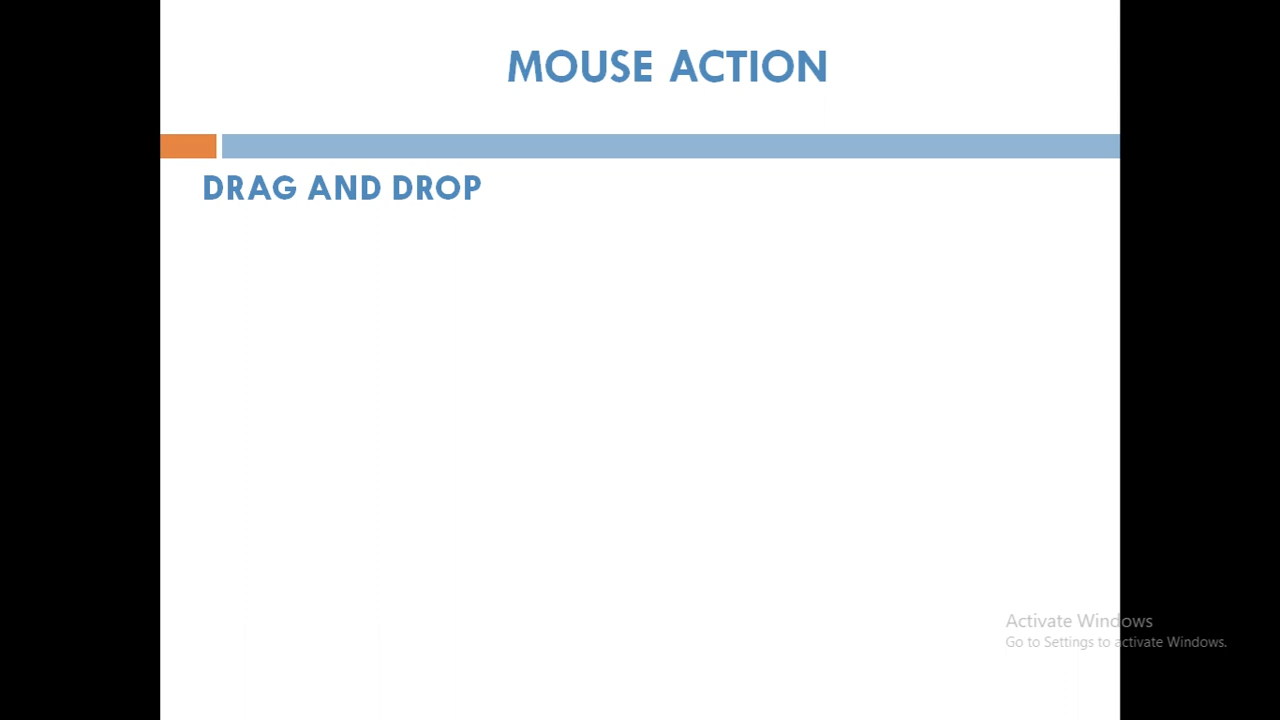 MOUSE ACTION
DRAG AND DROP
Activate Windows
Go to Settings to activate Windows.